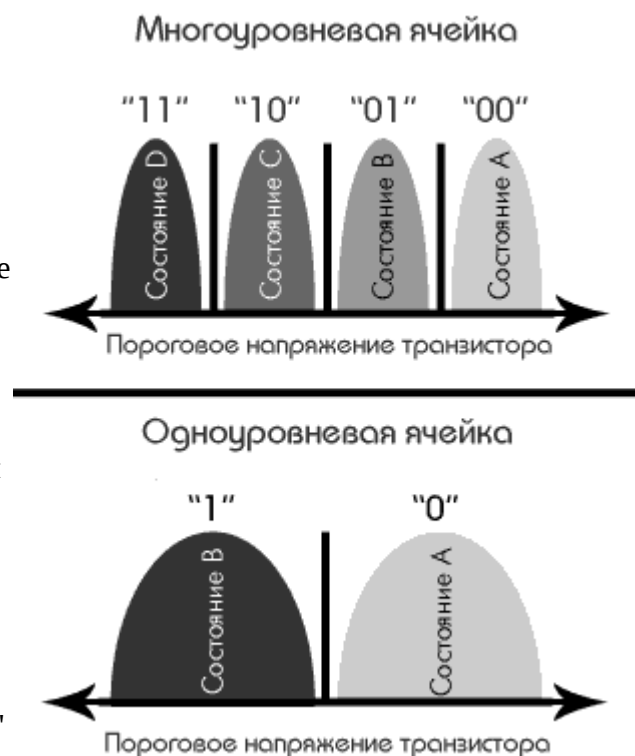 Многоуровневая ячейка
"11" "10" "01" "00"
Состояние D Состояние C Состояние B Состояние A
е
Пороговое напряжение транзистора
Одноуровневая ячейка
"1" "0"
Состояние B Состояние A
"
Пороговое напряжение транзистора